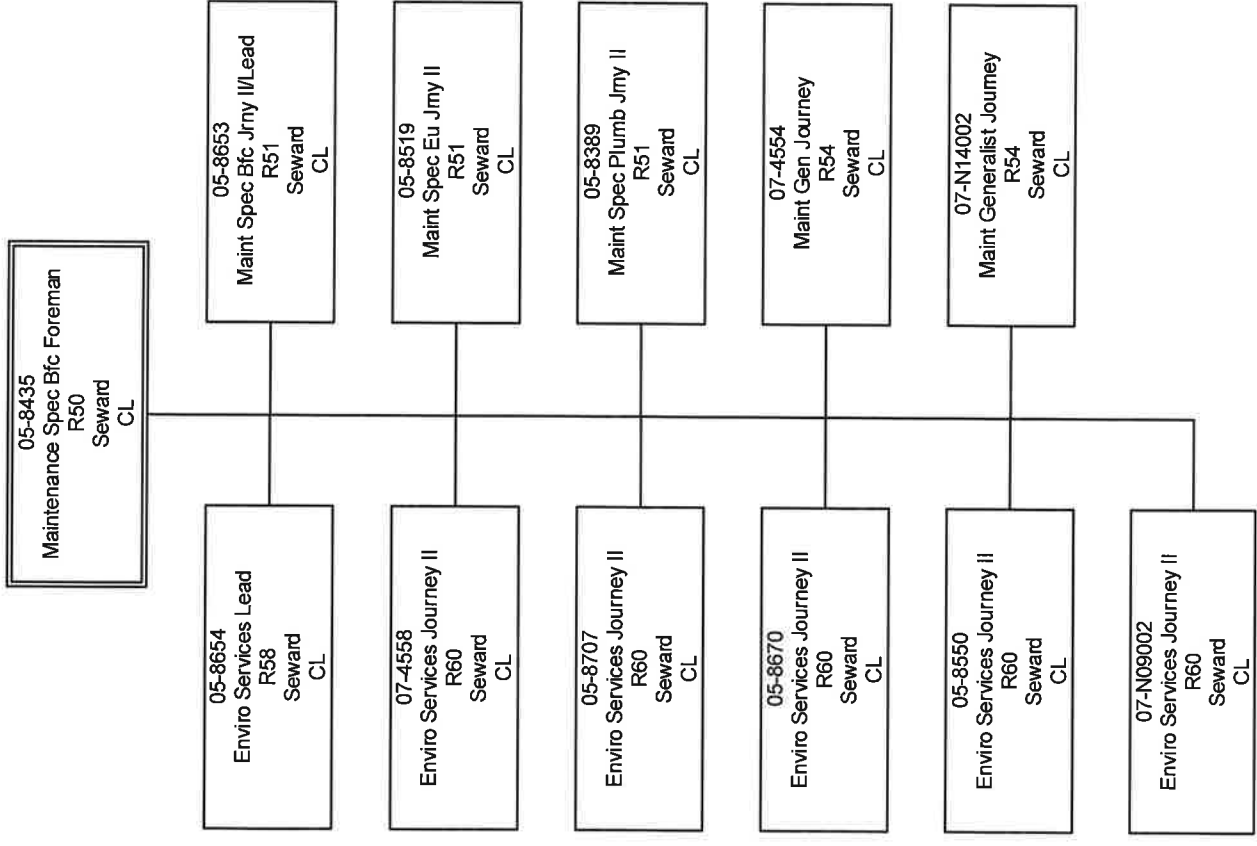 05-8435
Maintenance Spec Bfc Foreman
R50
Seward
CL
05-8654
Enviro Services Lead
R58
Seward
CL
05-8653
Maint Spec Bfc Jrny II/Lead
R51
Seward
CL
07-4558
Enviro Services Journey II
R60
Seward
CL
05-8519
Maint Spec Eu Jrny II
R51
Seward
CL
05-8707
Enviro Services Journey II
R60
Seward
CL
05-8389
Maint Spec Plumb Jrny II
R51
Seward
CL
05-8670
Enviro Services Journey II
R60
Seward
CL
07-4554
Maint Gen Journey
R54
Seward
CL
05-8550
Enviro Services Journey II
R60
Seward
CL
07-N14002
Maint Generalist Journey
R54
Seward
CL
07-N09002
Enviro Services Journey II
R60
Seward
CL